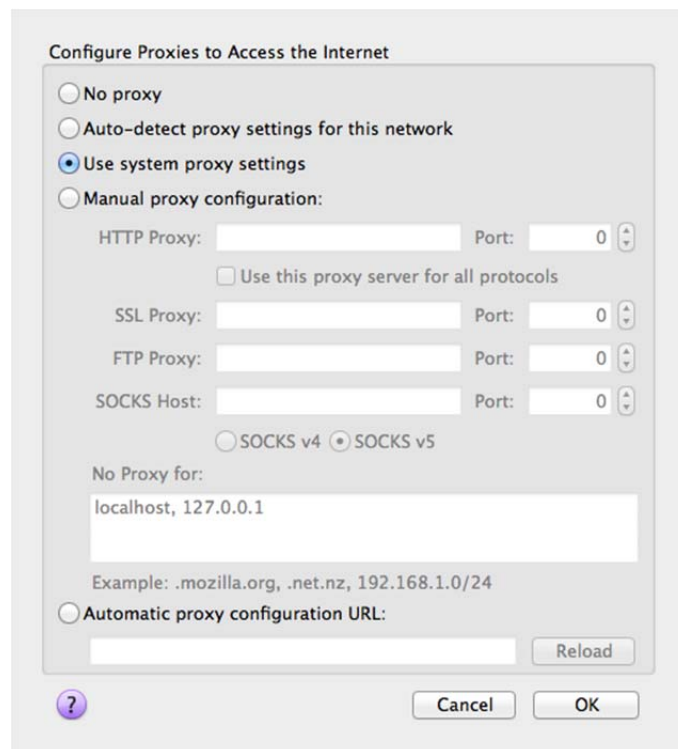 Configure Proxies to Access the Internet
No proxy
Auto-detect proxy settings for this network
Use system proxy settings
Manual proxy configuration:
HTTP Proxy: Port: 0
Use this proxy server for all protocols
SSL Proxy: Port: 0
FTP Proxy: Port: 0
SOCKS Host: Port: 0
SOCKS v4 SOCKS v5
No Proxy for:
localhost, 127.0.0.1
Example: .mozilla.org, .net.nz, 192.168.1.0/24
Automatic proxy configuration URL:
Reload
? Cancel OK